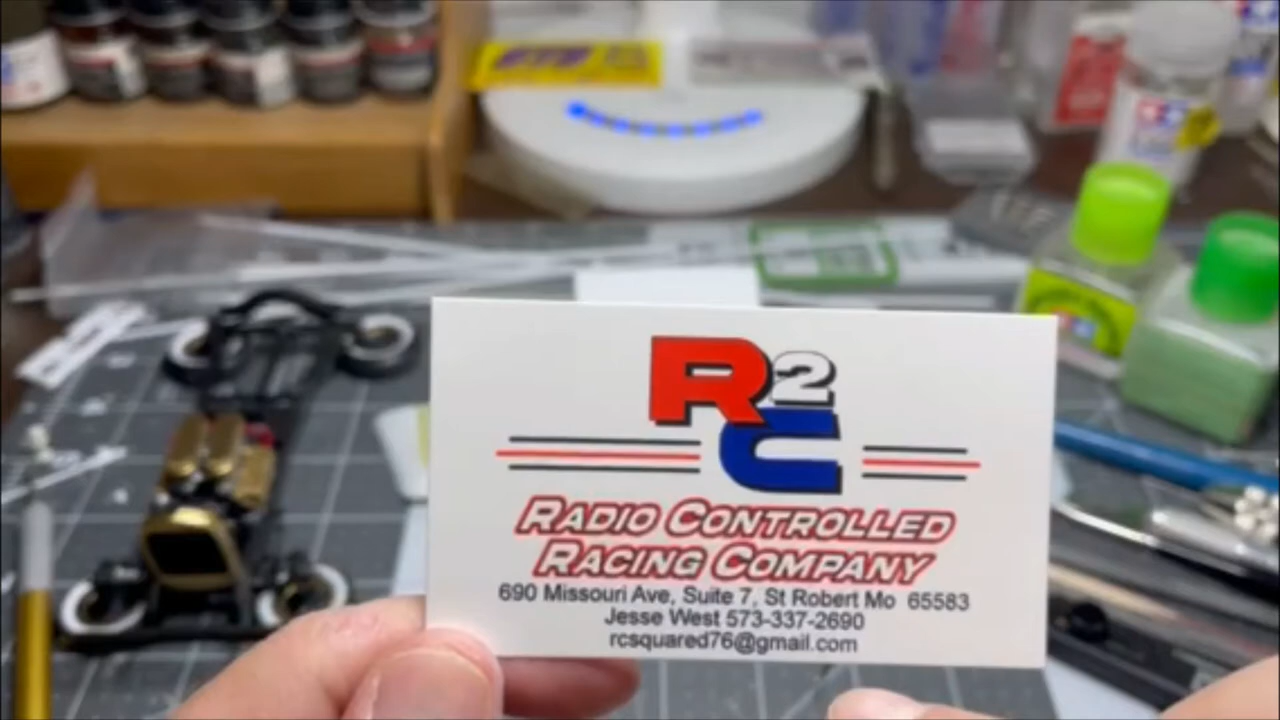 R2
C
RADIO CONTROLLED
RACING COMPANY
690 Missouri Ave, Suite 7, St Robert Mo 65583
Jesse West 573-337-2690
rcsquared76@gmail.com